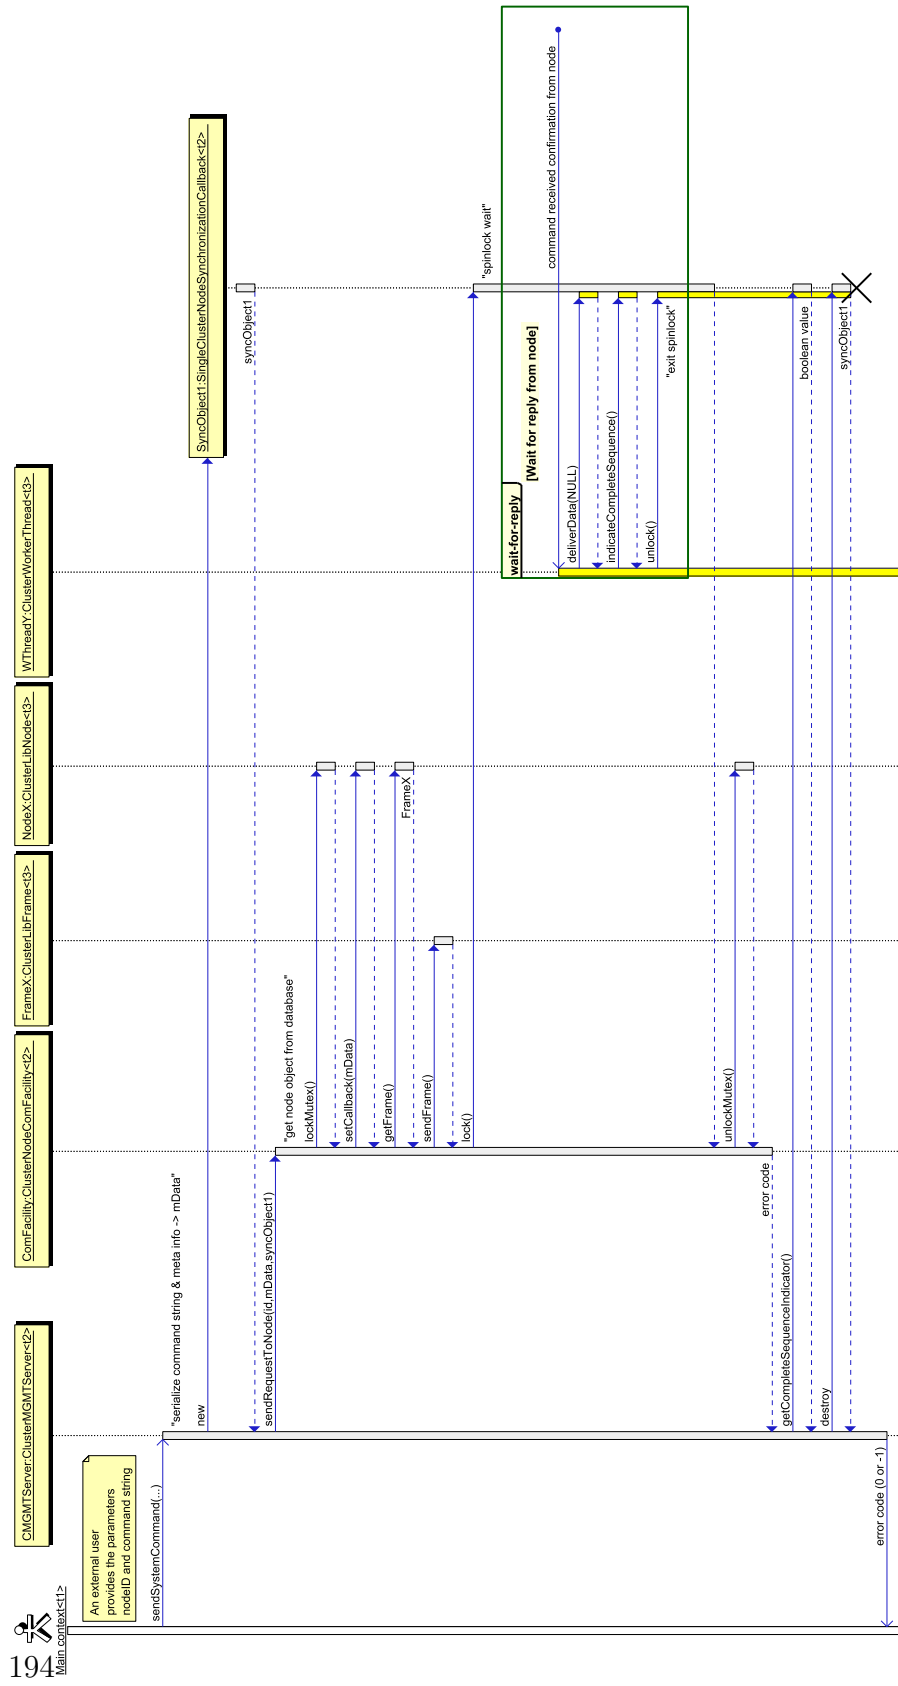 Main context<t1>
CMGMTServer:ClusterMGMTServer<t2>
ComFacility:ClusterNodeComFacility<t2>
FrameX:ClusterLibFrame<t3>
NodeX:ClusterLibNode<t3>
WThreadY:ClusterWorkerThread<t3>
An external user
provides the parameters
nodeID and command string
sendSystemCommand(...)
"serialize command string & meta info -> mData"
new
SyncObject1:SingleClusterNodeSynchronizationCallback<t2>
syncObject1
sendRequestToNode(id,mData,syncObject1)
"get node object from database"
lockMutex()
setCallback(mData)
getFrame()
FrameX
sendFrame()
lock()
"spinlock wait"
wait-for-reply
[Wait for reply from node]
command received confirmation from node
deliverData(NULL)
indicateCompleteSequence()
unlock()
"exit spinlock"
unlockMutex()
error code
getCompleteSequenceIndicator()
boolean value
destroy
syncObject1
error code (0 or -1)
194